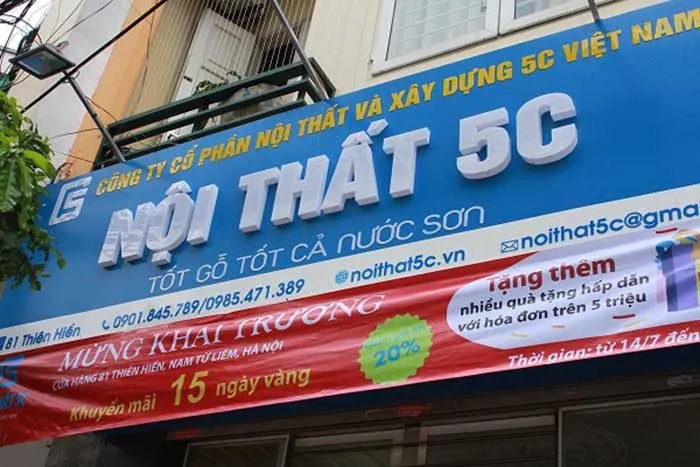 CÔNG TY CỔ PHẦN NỘI THẤT VÀ XÂY DỰNG 5C VIỆT NAM
NỘI THẤT 5C
TỐT GỖ TỐT CẢ NƯỚC SƠN
81 Thiên Hiền 0901.845.789/0985.471.389 noithat5c.vn noithat5c@gma
MỪNG KHAI TRƯƠNG
CỬA HÀNG 81 THIÊN HIỀN, NAM TỪ LIÊM, HÀ NỘI
Khuyến mãi 15 ngày vàng
20%
Tặng thêm
nhiều quà tặng hấp dẫn
với hóa đơn trên 5 triệu
Thời gian: từ 14/7 đến